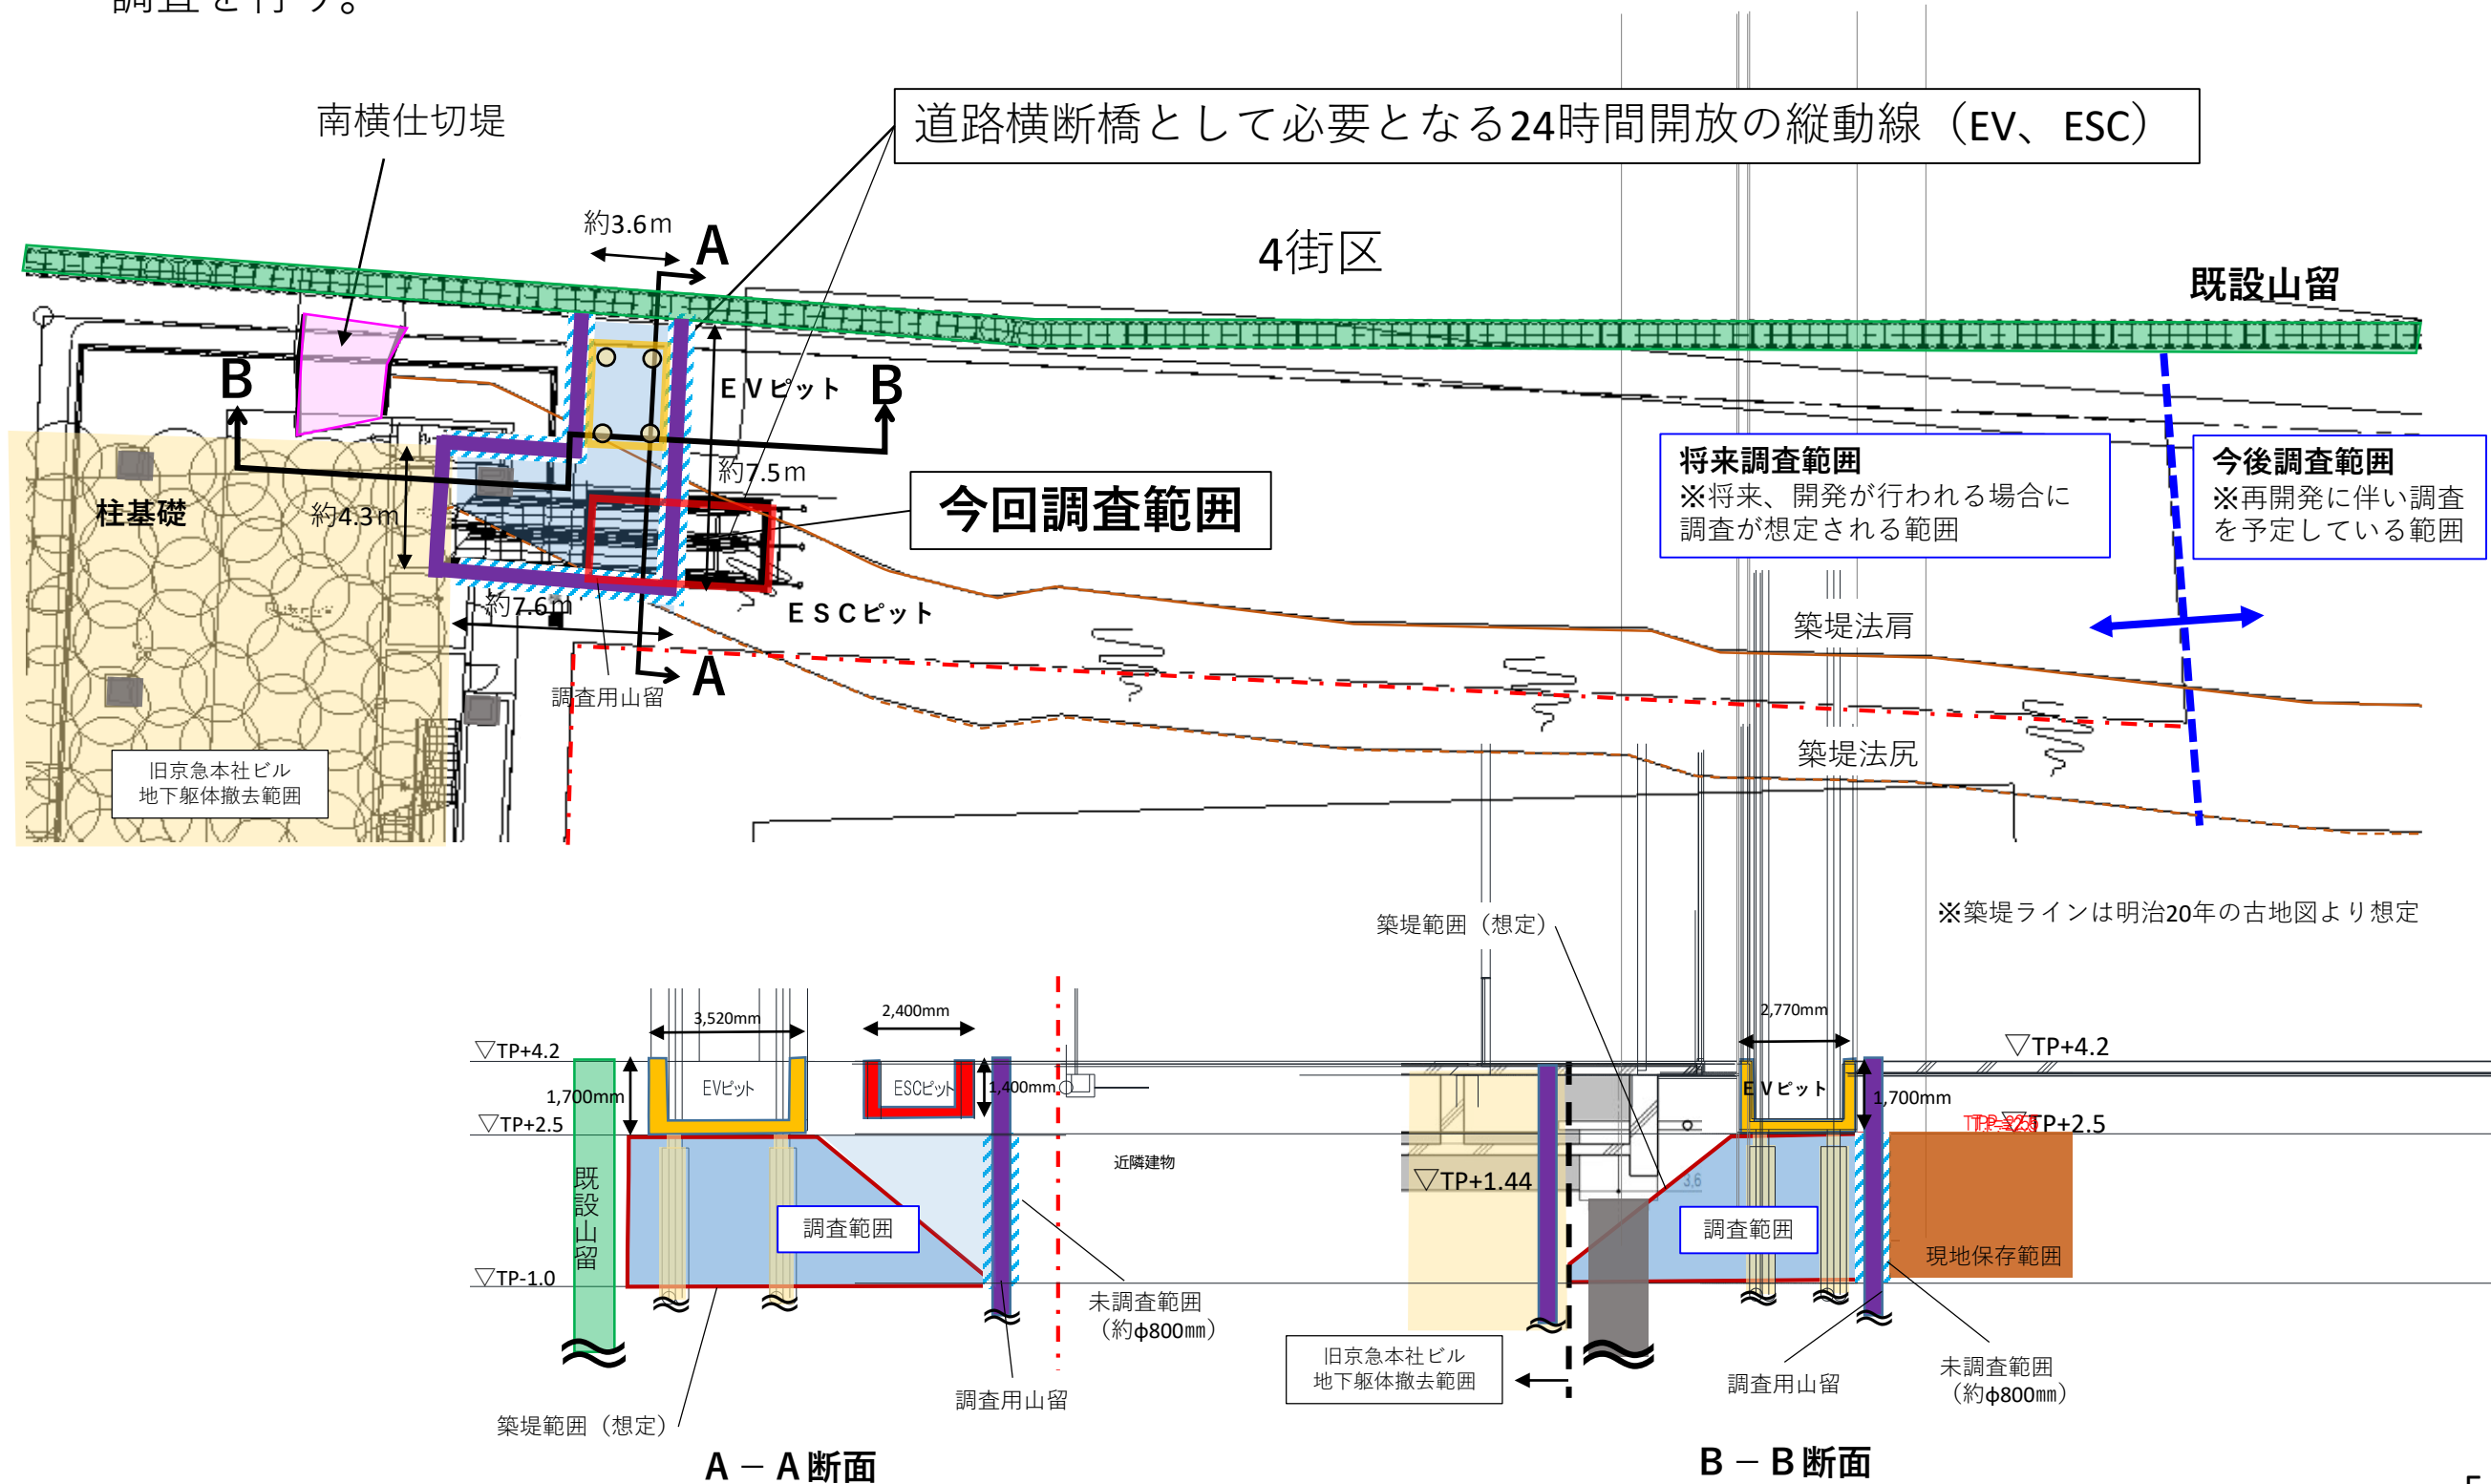 調査を行う。
南横仕切堤
道路横断橋として必要となる24時間開放の縦動線（EV、ESC）
約3.6m
A
4街区
既設山留
B
EVピット
B
将来調査範囲
※将来、開発が行われる場合に
調査が想定される範囲
今後調査範囲
※再開発に伴い調査
を予定している範囲
約7.5m
今回調査範囲
柱基礎
約4.3m
約7.6m
ESCピット
築堤法肩
A
調査用山留
築堤法尻
旧京急本社ビル
地下躯体撤去範囲
※築堤ラインは明治20年の古地図より想定
築堤範囲（想定）
3,520mm
2,400mm
2,770mm
▽TP+4.2
▽TP+4.2
EVピット
ESCピット
1,400mm
1,700mm
EVピット
1,700mm
▽TP+2.5
▽TP+2.5
近隣建物
▽TP+1.44
3,6
既設山留
調査範囲
調査範囲
現地保存範囲
▽TP-1.0
未調査範囲
（約φ800㎜）
旧京急本社ビル
地下躯体撤去範囲
調査用山留
調査用山留
未調査範囲
（約φ800㎜）
築堤範囲（想定）
A－A断面
B－B断面